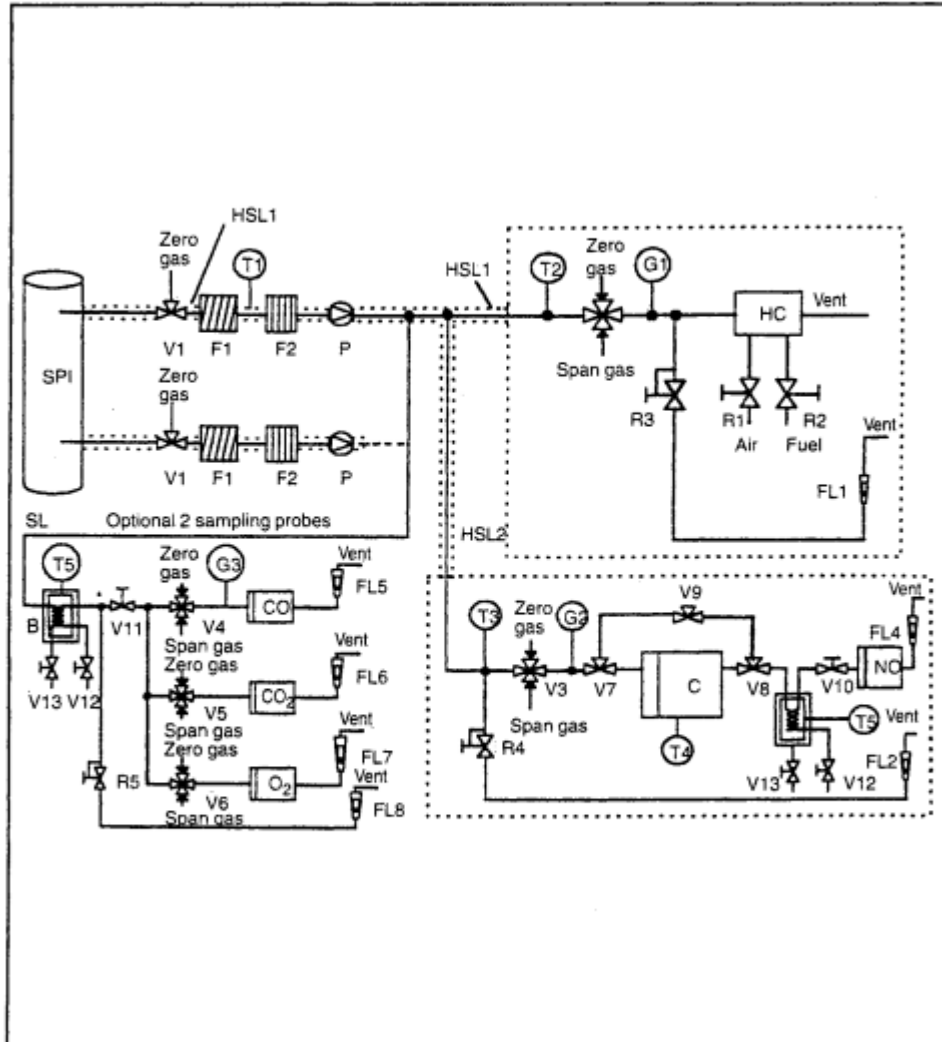 HSL1
Zero
gas
T1
V1
F1
F2
P
SPI
Zero
gas
V1
F1
F2
P
HSL1
T2
Zero
gas
G1
Span gas
HC
Vent
R3
R1
R2
Air
Fuel
Vent
FL1
SL
Optional 2 sampling probes
HSL2
T5
B
V13
V12
V11
Zero
gas
G3
V4
Span gas
CO
Vent
FL5
Zero gas
V5
Span gas
CO2
Vent
FL6
Zero gas
V6
Span gas
O2
Vent
FL7
R5
Vent
FL8
T3
Zero
gas
G2
V3
Span gas
V7
V9
C
T4
V8
V10
NO
Vent
FL4
T5
V13
V12
R4
Vent
FL2